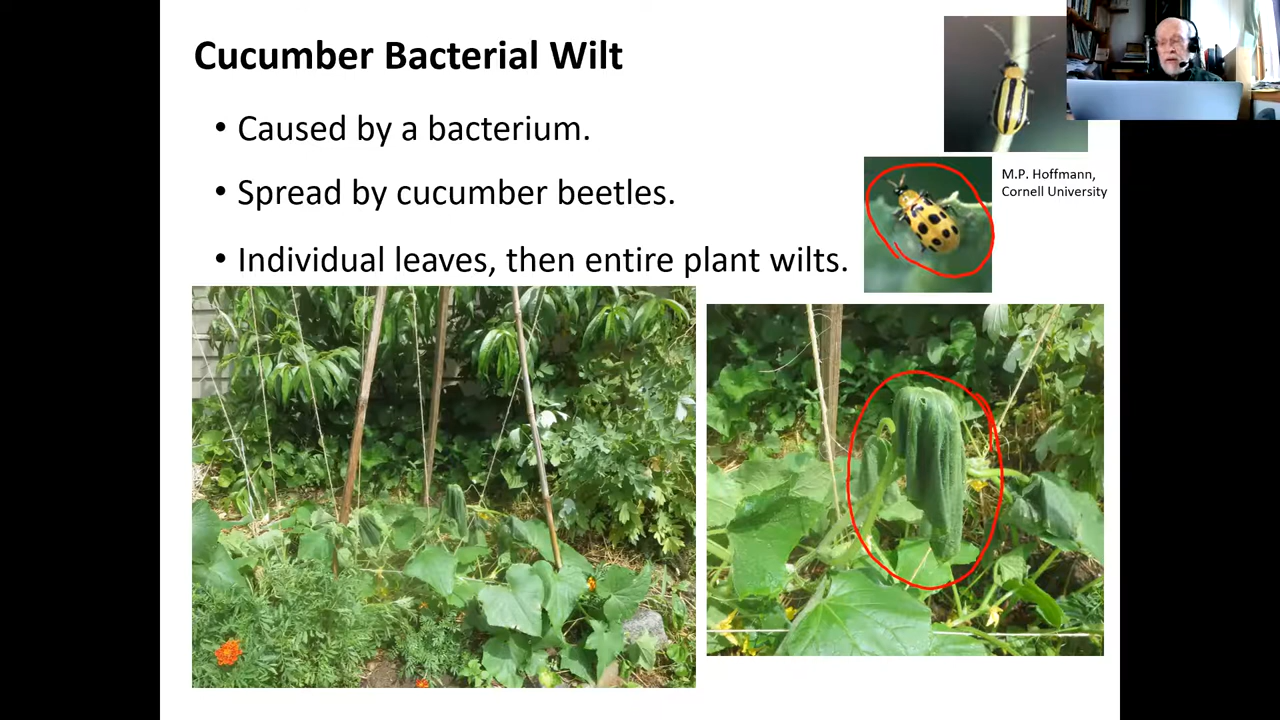 Cucumber Bacterial Wilt
• Caused by a bacterium.
• Spread by cucumber beetles.
• Individual leaves, then entire plant wilts.
M.P. Hoffmann,
Cornell University